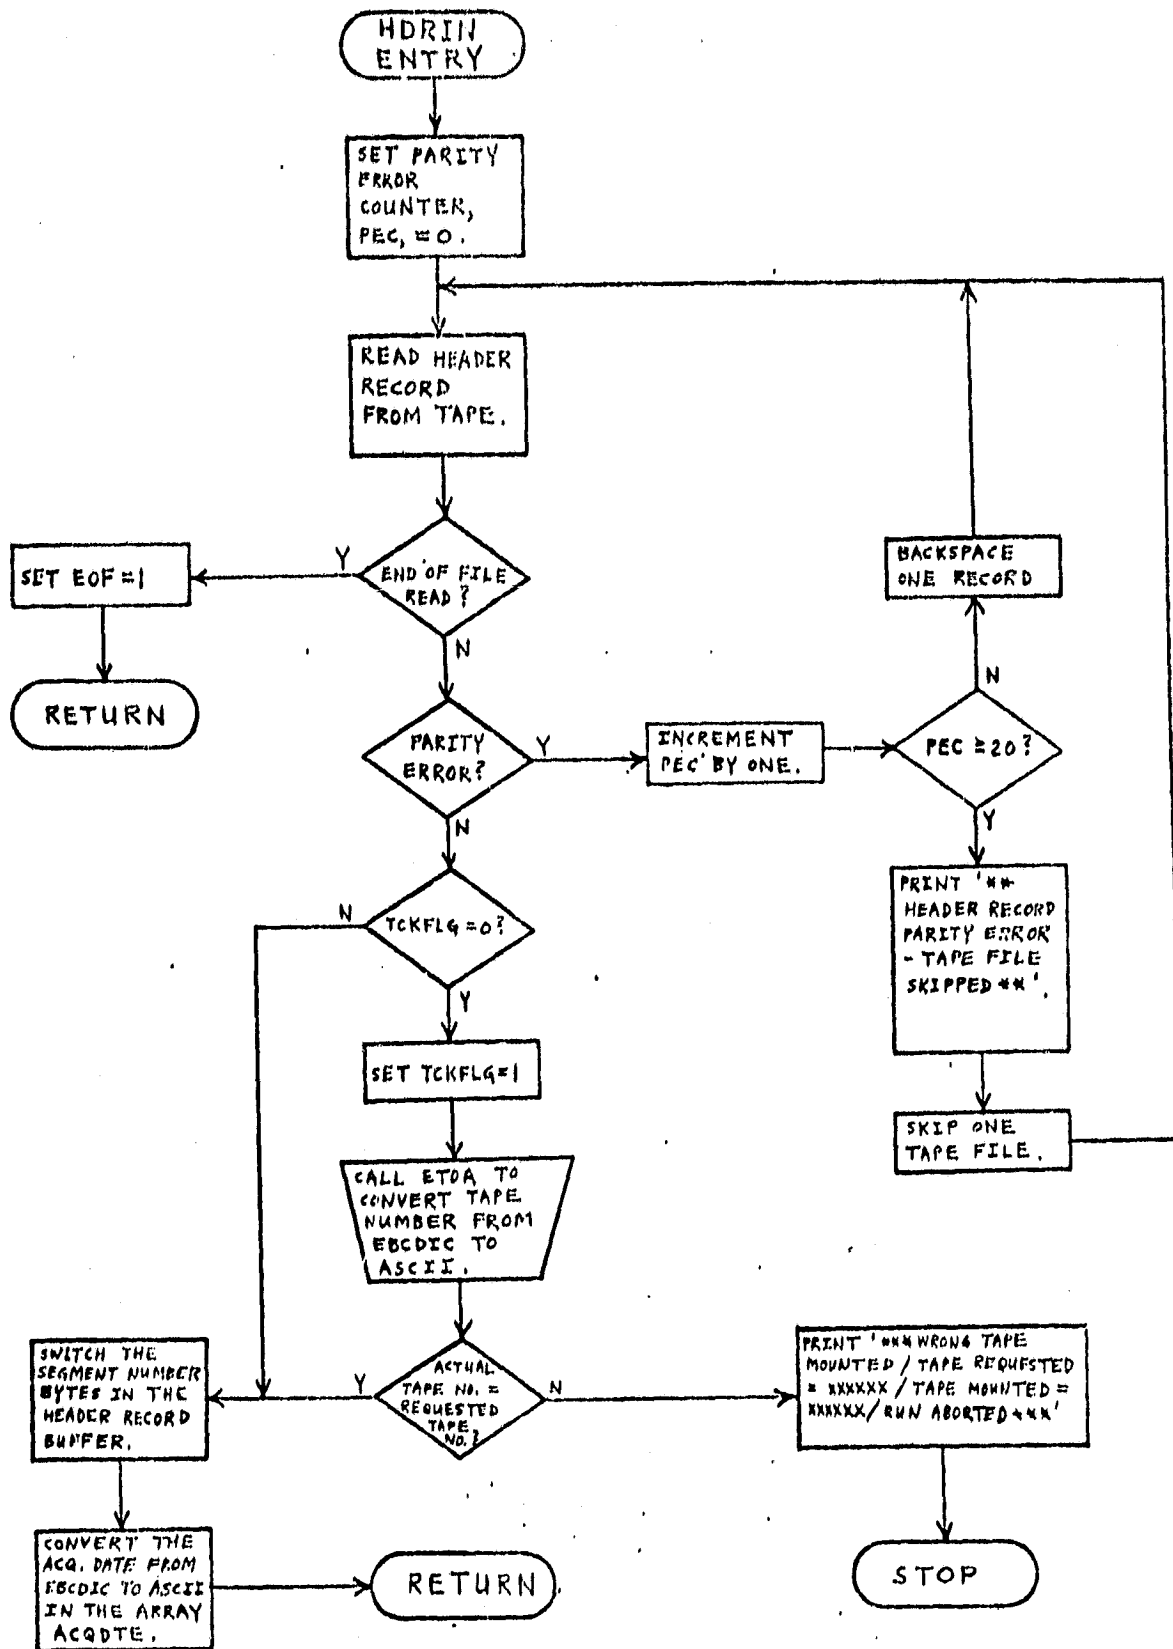 HDRIN
ENTRY
SET PARITY
ERROR
COUNTER,
PEC, = 0.
READ HEADER
RECORD
FROM TAPE.
END OF FILE
READ?
Y
N
SET EOF = 1
RETURN
PARITY
ERROR?
Y
N
INCREMENT
PEC BY ONE.
PEC ≥ 20?
N
Y
BACKSPACE
ONE RECORD
PRINT '**
HEADER RECORD
PARITY ERROR
- TAPE FILE
SKIPPED **'.
SKIP ONE
TAPE FILE.
TCKFLG = 0?
N
Y
SET TCKFLG = 1
CALL ETOA TO
CONVERT TAPE
NUMBER FROM
EBCDIC TO
ASCII.
ACTUAL
TAPE NO. =
REQUESTED
TAPE
NO.?
Y
N
SWITCH THE
SEGMENT NUMBER
BYTES IN THE
HEADER RECORD
BUFFER.
CONVERT THE
ACQ. DATE FROM
EBCDIC TO ASCII
IN THE ARRAY
ACQDTE.
RETURN
PRINT '*** WRONG TAPE
MOUNTED / TAPE REQUESTED
= XXXXXX / TAPE MOUNTED =
XXXXXX / RUN ABORTED ***'
STOP